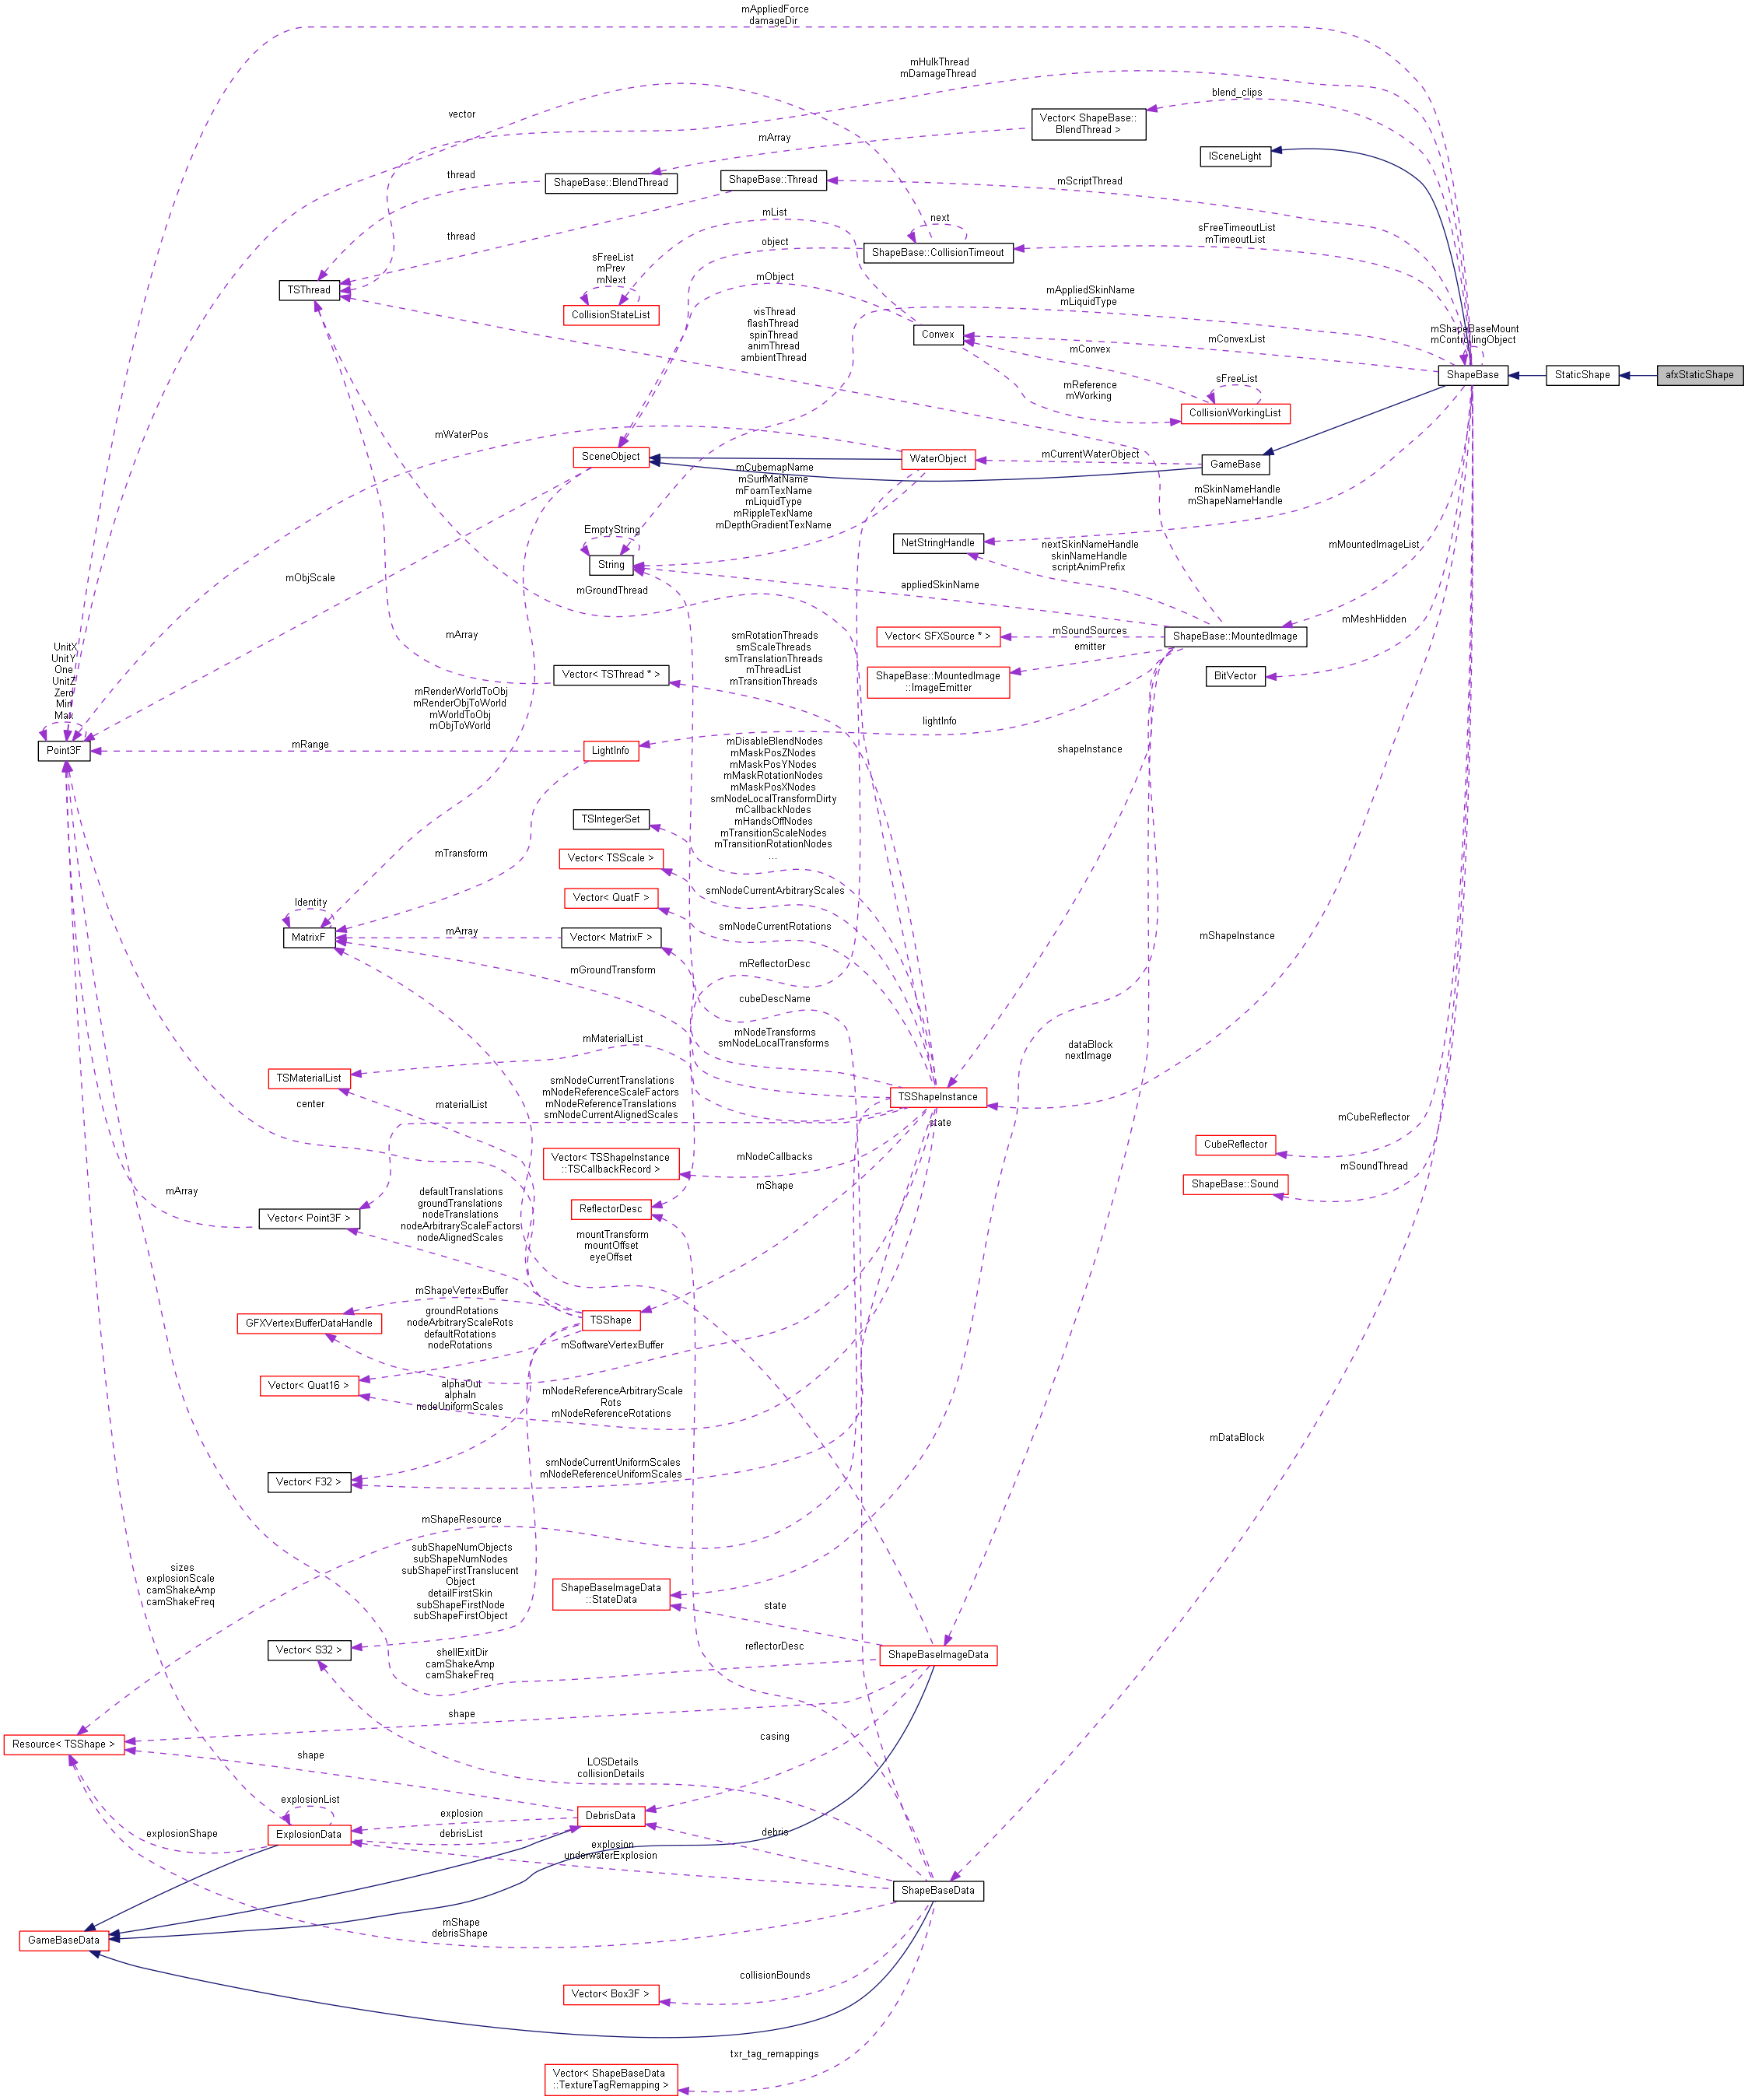 mAppliedForce
damageDir
mHulkThread
mDamageThread
blend_clips
vector
Vector< ShapeBase::
BlendThread >
mArray
ISceneLight
thread
ShapeBase::BlendThread
ShapeBase::Thread
mScriptThread
mList
next
sFreeTimeoutList
mTimeoutList
thread
object
ShapeBase::CollisionTimeout
sFreeList
mPrev
mNext
mObject
TSThread
CollisionStateList
mAppliedSkinName
mLiquidType
visThread
flashThread
spinThread
animThread
ambientThread
Convex
mConvexList
mShapeBaseMount
mControllingObject
mConvex
ShapeBase
StaticShape
afxStaticShape
mReference
mWorking
sFreeList
CollisionWorkingList
mWaterPos
SceneObject
WaterObject
mCurrentWaterObject
GameBase
mCubemapName
mSurfMatName
mFoamTexName
mLiquidType
mRippleTexName
mDepthGradientTexName
mSkinNameHandle
mShapeNameHandle
EmptyString
String
NetStringHandle
nextSkinNameHandle
skinNameHandle
scriptAnimPrefix
mMountedImageList
mObjScale
mGroundThread
appliedSkinName
mMeshHidden
mArray
smRotationThreads
smScaleThreads
smTranslationThreads
mThreadList
mTransitionThreads
Vector< SFXSource * >
mSoundSources
emitter
ShapeBase::MountedImage
UnitX
UnitY
One
UnitZ
Zero
Min
Max
Vector< TSThread * >
ShapeBase::MountedImage
::ImageEmitter
BitVector
mRenderWorldToObj
mRenderObjToWorld
mWorldToObj
mObjToWorld
lightInfo
Point3F
mRange
LightInfo
shapeInstance
mDisableBlendNodes
mMaskPosZNodes
mMaskPosYNodes
mMaskRotationNodes
mMaskPosXNodes
smNodeLocalTransformDirty
mCallbackNodes
mHandsOffNodes
mTransitionScaleNodes
mTransitionRotationNodes
...
TSIntegerSet
mTransform
Vector< TSScale >
smNodeCurrentArbitraryScales
Identity
Vector< QuatF >
smNodeCurrentRotations
MatrixF
mArray
Vector< MatrixF >
mShapeInstance
mGroundTransform
mReflectorDesc
cubeDescName
mMaterialList
mNodeTransforms
smNodeLocalTransforms
dataBlock
nextImage
TSMaterialList
center
materialList
smNodeCurrentTranslations
mNodeReferenceScaleFactors
mNodeReferenceTranslations
smNodeCurrentAlignedScales
TSShapeInstance
state
mCubeReflector
CubeReflector
Vector< TSShapeInstance
::TSCallbackRecord >
mNodeCallbacks
mSoundThread
ShapeBase::Sound
mShape
mArray
defaultTranslations
groundTranslations
nodeTranslations
nodeArbitraryScaleFactors
nodeAlignedScales
Vector< Point3F >
ReflectorDesc
mountTransform
mountOffset
eyeOffset
mShapeVertexBuffer
GFXVertexBufferDataHandle
groundRotations
nodeArbitraryScaleRots
defaultRotations
nodeRotations
TSShape
mSoftwareVertexBuffer
Vector< Quat16 >
alphaOut
alphaIn
nodeUniformScales
mNodeReferenceArbitraryScale
Rots
mNodeReferenceRotations
mDataBlock
Vector< F32 >
smNodeCurrentUniformScales
mNodeReferenceUniformScales
mShapeResource
sizes
explosionScale
camShakeAmp
camShakeFreq
subShapeNumObjects
subShapeNumNodes
subShapeFirstTranslucent
Object
detailFirstSkin
subShapeFirstNode
subShapeFirstObject
ShapeBaseImageData
::StateData
state
Vector< S32 >
shellExitDir
camShakeAmp
camShakeFreq
reflectorDesc
ShapeBaseImageData
shape
Resource< TSShape >
shape
casing
LOSDetails
collisionDetails
explosionList
explosion
DebrisData
explosionShape
ExplosionData
debrisList
debris
explosion
underwaterExplosion
ShapeBaseData
mShape
debrisShape
GameBaseData
collisionBounds
Vector< Box3F >
txr_tag_remappings
Vector< ShapeBaseData
::TextureTagRemapping >